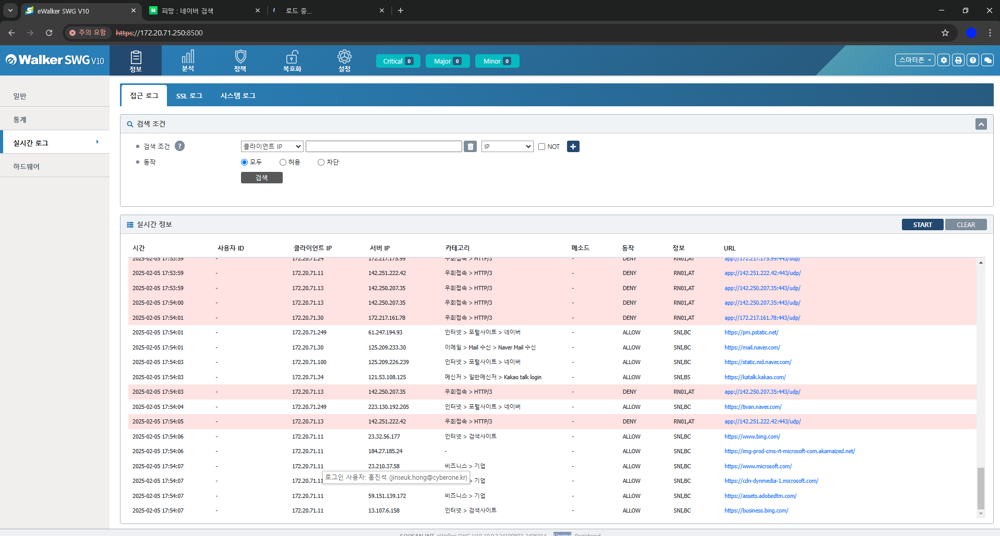 eWalker SWG V10
피망 : 네이버 검색
로드 중...
주의 요함
https://172.20.71.250:8500
Walker SWG V10
정보
분석
정책
복호화
설정
Critical 0
Major 0
Minor 0
스마터존
일반
통계
실시간 로그
하드웨어
접근 로그
SSL 로그
시스템 로그
검색 조건
검색 조건 ?
클라이언트 IP
IP
NOT
동작
모두
허용
차단
검색
실시간 정보
START
CLEAR
시간 사용자 ID 클라이언트 IP 서버 IP 카테고리 메소드 동작 정보 URL
2025-02-05 17:53:59 - 172.20.71.24 172.217.175.99 우회접속 > HTTP/3 - DENY RN01,AT app://172.217.175.99:443/udp/
2025-02-05 17:53:59 - 172.20.71.11 142.251.222.42 우회접속 > HTTP/3 - DENY RN01,AT app://142.251.222.42:443/udp/
2025-02-05 17:53:59 - 172.20.71.13 142.250.207.35 우회접속 > HTTP/3 - DENY RN01,AT app://142.250.207.35:443/udp/
2025-02-05 17:54:00 - 172.20.71.13 142.250.207.35 우회접속 > HTTP/3 - DENY RN01,AT app://142.250.207.35:443/udp/
2025-02-05 17:54:01 - 172.20.71.30 172.217.161.78 우회접속 > HTTP/3 - DENY RN01,AT app://172.217.161.78:443/udp/
2025-02-05 17:54:01 - 172.20.71.249 61.247.194.93 인터넷 > 포털사이트 > 네이버 - ALLOW SNI,BC https://pm.pstatic.net/
2025-02-05 17:54:01 - 172.20.71.30 125.209.233.30 이메일 > Mail 수신 > Naver Mail 수신 - ALLOW SNI,BC https://mail.naver.com/
2025-02-05 17:54:03 - 172.20.71.100 125.209.226.239 인터넷 > 포털사이트 > 네이버 - ALLOW SNI,BC https://static.nid.naver.com/
2025-02-05 17:54:03 - 172.20.71.34 121.53.108.125 메신저 > 일반메신저 > Kakao talk login - ALLOW SNI,BS https://katalk.kakao.com/
2025-02-05 17:54:03 - 172.20.71.13 142.250.207.35 우회접속 > HTTP/3 - DENY RN01,AT app://142.250.207.35:443/udp/
2025-02-05 17:54:04 - 172.20.71.249 223.130.192.205 인터넷 > 포털사이트 > 네이버 - ALLOW SNI,BC https://tivan.naver.com/
2025-02-05 17:54:05 - 172.20.71.13 142.251.222.42 우회접속 > HTTP/3 - DENY RN01,AT app://142.251.222.42:443/udp/
2025-02-05 17:54:06 - 172.20.71.11 23.32.56.177 인터넷 > 검색사이트 - ALLOW SNI,BC https://www.bing.com/
2025-02-05 17:54:06 - 172.20.71.11 184.27.185.24 - - ALLOW SNI,BC https://img-prod-cms-rt-microsoft-com.akamaized.net/
2025-02-05 17:54:07 - 172.20.71.11 23.210.37.58 비즈니스 > 기업 - ALLOW SNI,BC https://www.microsoft.com/
로그인 사용자: 홍진석 (jinseuk.hong@cyberone.kr)
2025-02-05 17:54:07 - 172.20.71.11 > 기업 - ALLOW SNI,BC https://cdn-dynmedia-1.microsoft.com/
2025-02-05 17:54:07 - 172.20.71.11 59.151.139.172 비즈니스 > 기업 - ALLOW SNI,BC https://assets.adobedtm.com/
2025-02-05 17:54:07 - 172.20.71.11 13.107.6.158 인터넷 > 검색사이트 - ALLOW SNI,BC https://business.bing.com/
SOOSAN INT eWalker SWG V10 License Registered